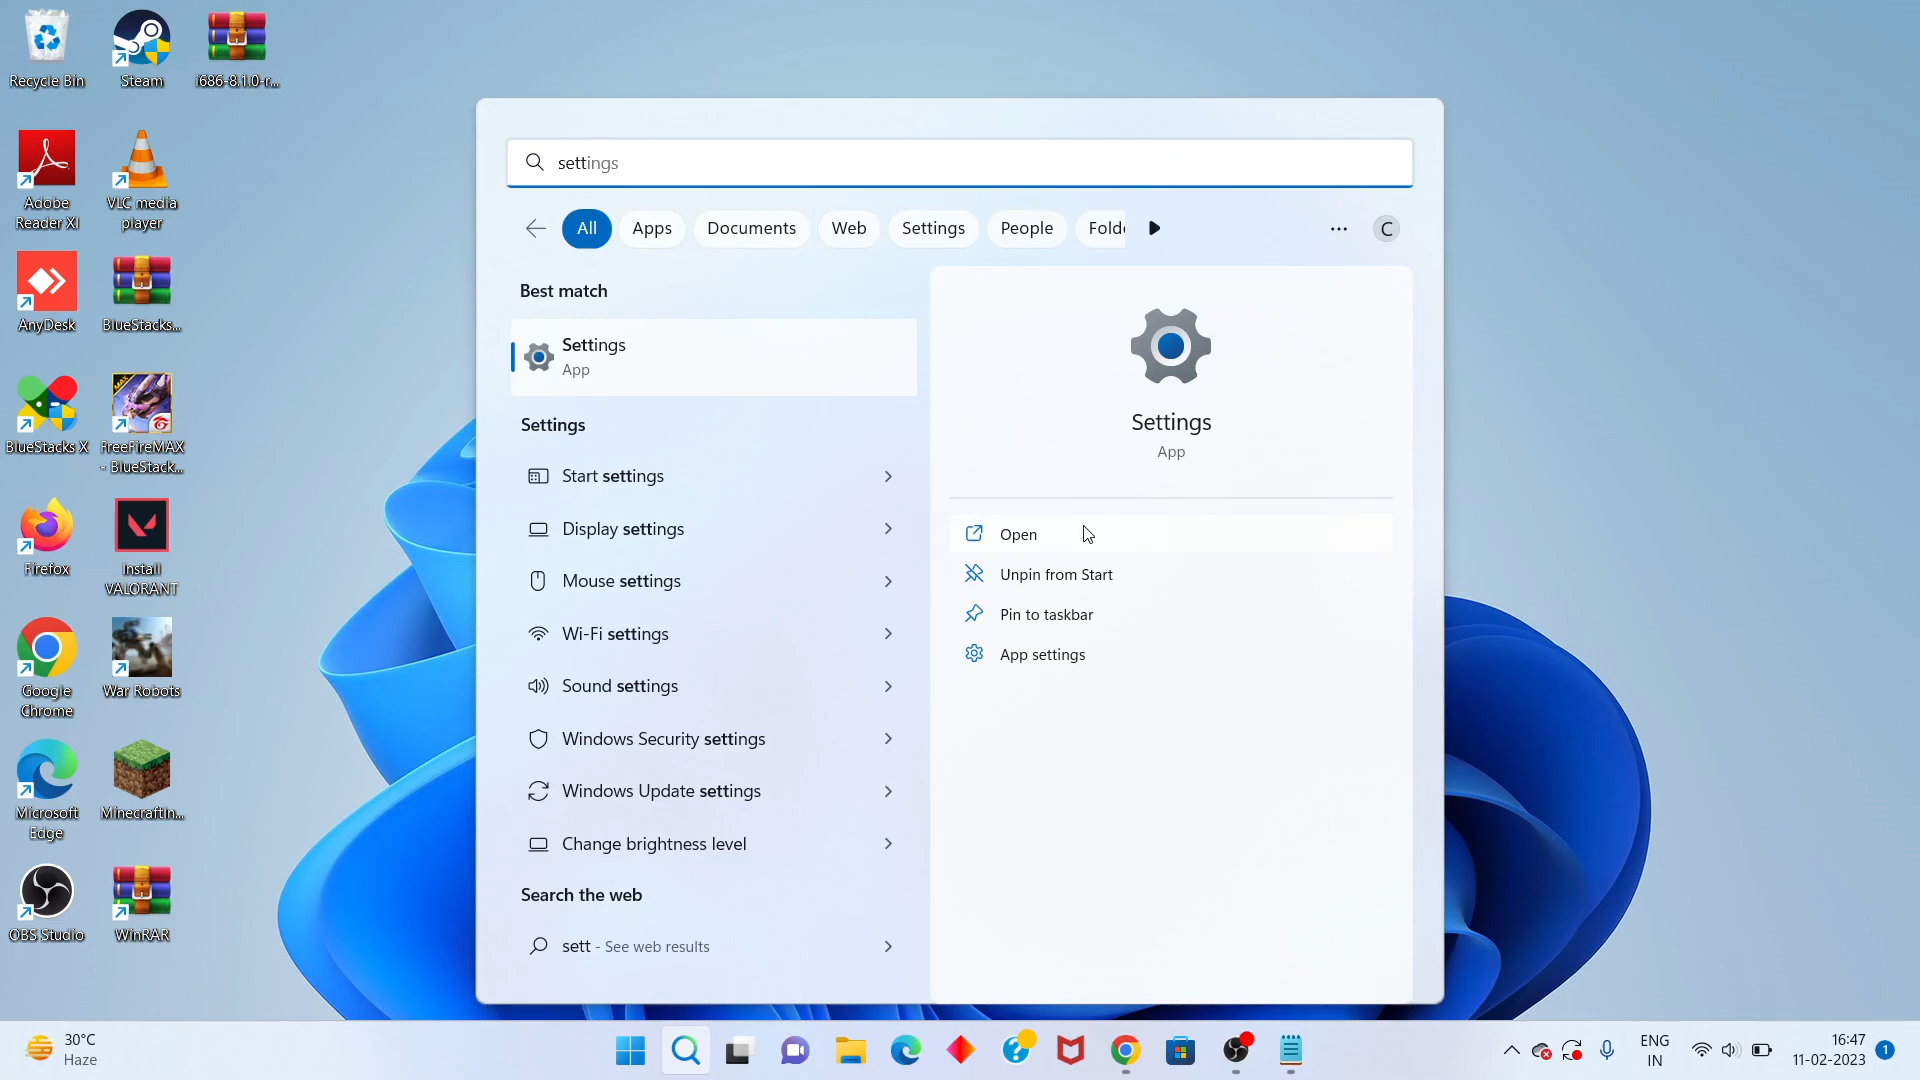 Recycle Bin
Steam
i686-8.1.0-r...
Adobe
Reader XI
VLC media
player
AnyDesk
BlueStacks...
BlueStacks X
MAX
FreeFireMAX
- BlueStack...
Firefox
Install
VALORANT
Google
Chrome
War Robots
Microsoft
Edge
MinecraftIn...
OBS Studio
WinRAR
settings
All
Apps
Documents
Web
Settings
People
Folde
C
Best match
Settings
App
Settings
Start settings
Display settings
Mouse settings
Wi-Fi settings
Sound settings
Windows Security settings
Windows Update settings
Change brightness level
Search the web
sett - See web results
Settings
App
Open
Unpin from Start
Pin to taskbar
App settings
30°C
Haze
ENG
IN
16:47
11-02-2023
1